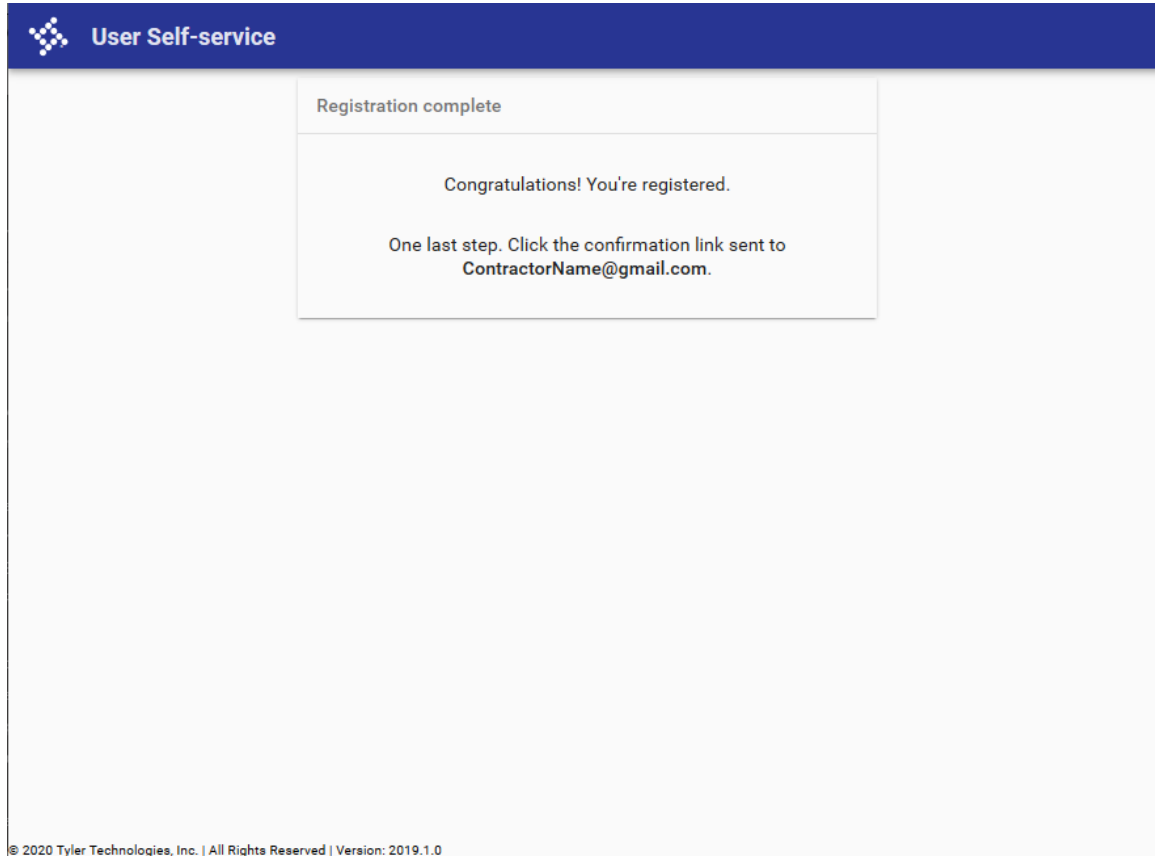 User Self-service
Registration complete
Congratulations! You're registered.
One last step. Click the confirmation link sent to
ContractorName@gmail.com.
© 2020 Tyler Technologies, Inc. | All Rights Reserved | Version: 2019.1.0